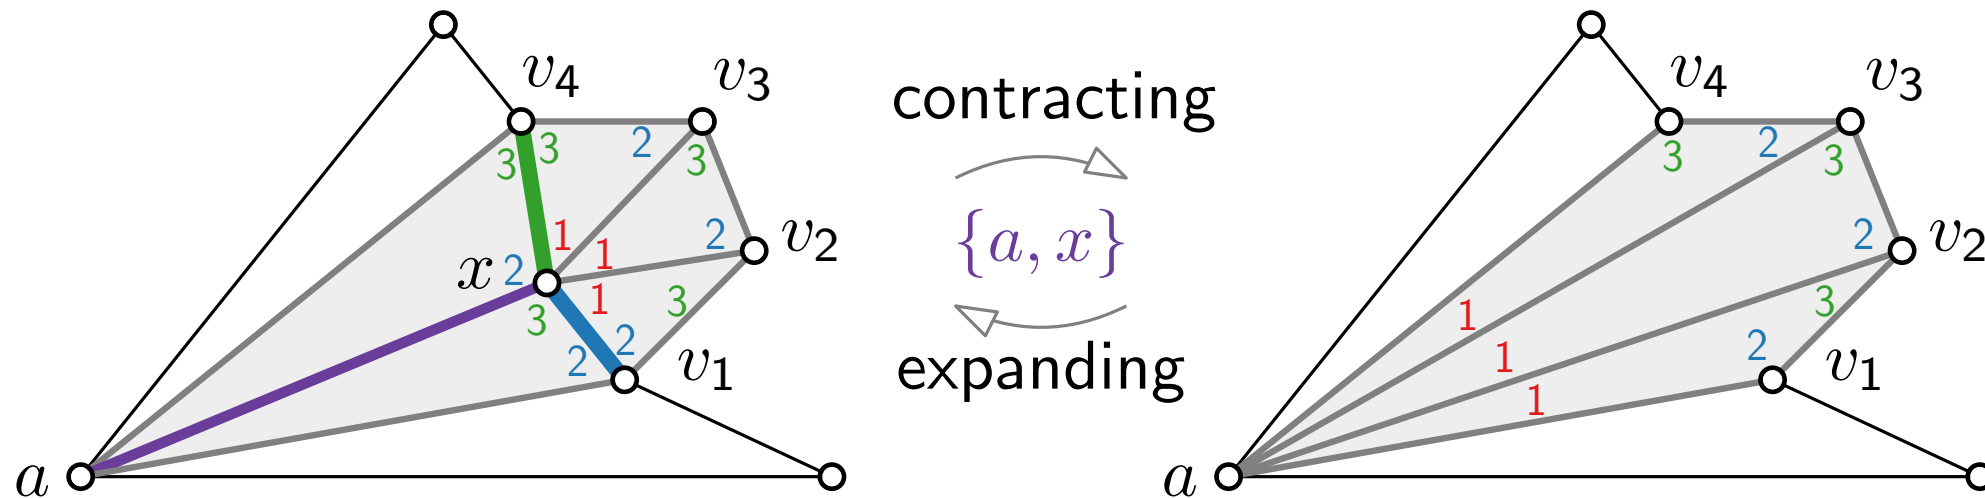 v4 v3
3 3 2 3
1 1 2 v2
x 2
1 3
3
2 2 v1
a
contracting
{a, x}
expanding
v4 v3
3 2 3
2 v2
1 3
1 2 v1
1
a